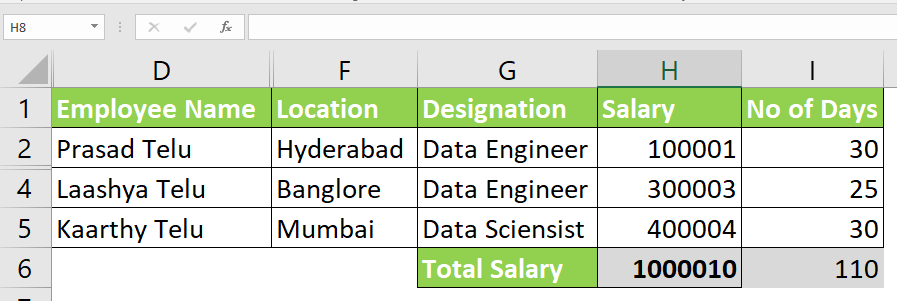 H8 fx
D F G H I
1 Employee Name Location Designation Salary No of Days
2 Prasad Telu Hyderabad Data Engineer 100001 30
4 Laashya Telu Banglore Data Engineer 300003 25
5 Kaarthy Telu Mumbai Data Sciensist 400004 30
6 Total Salary 1000010 110